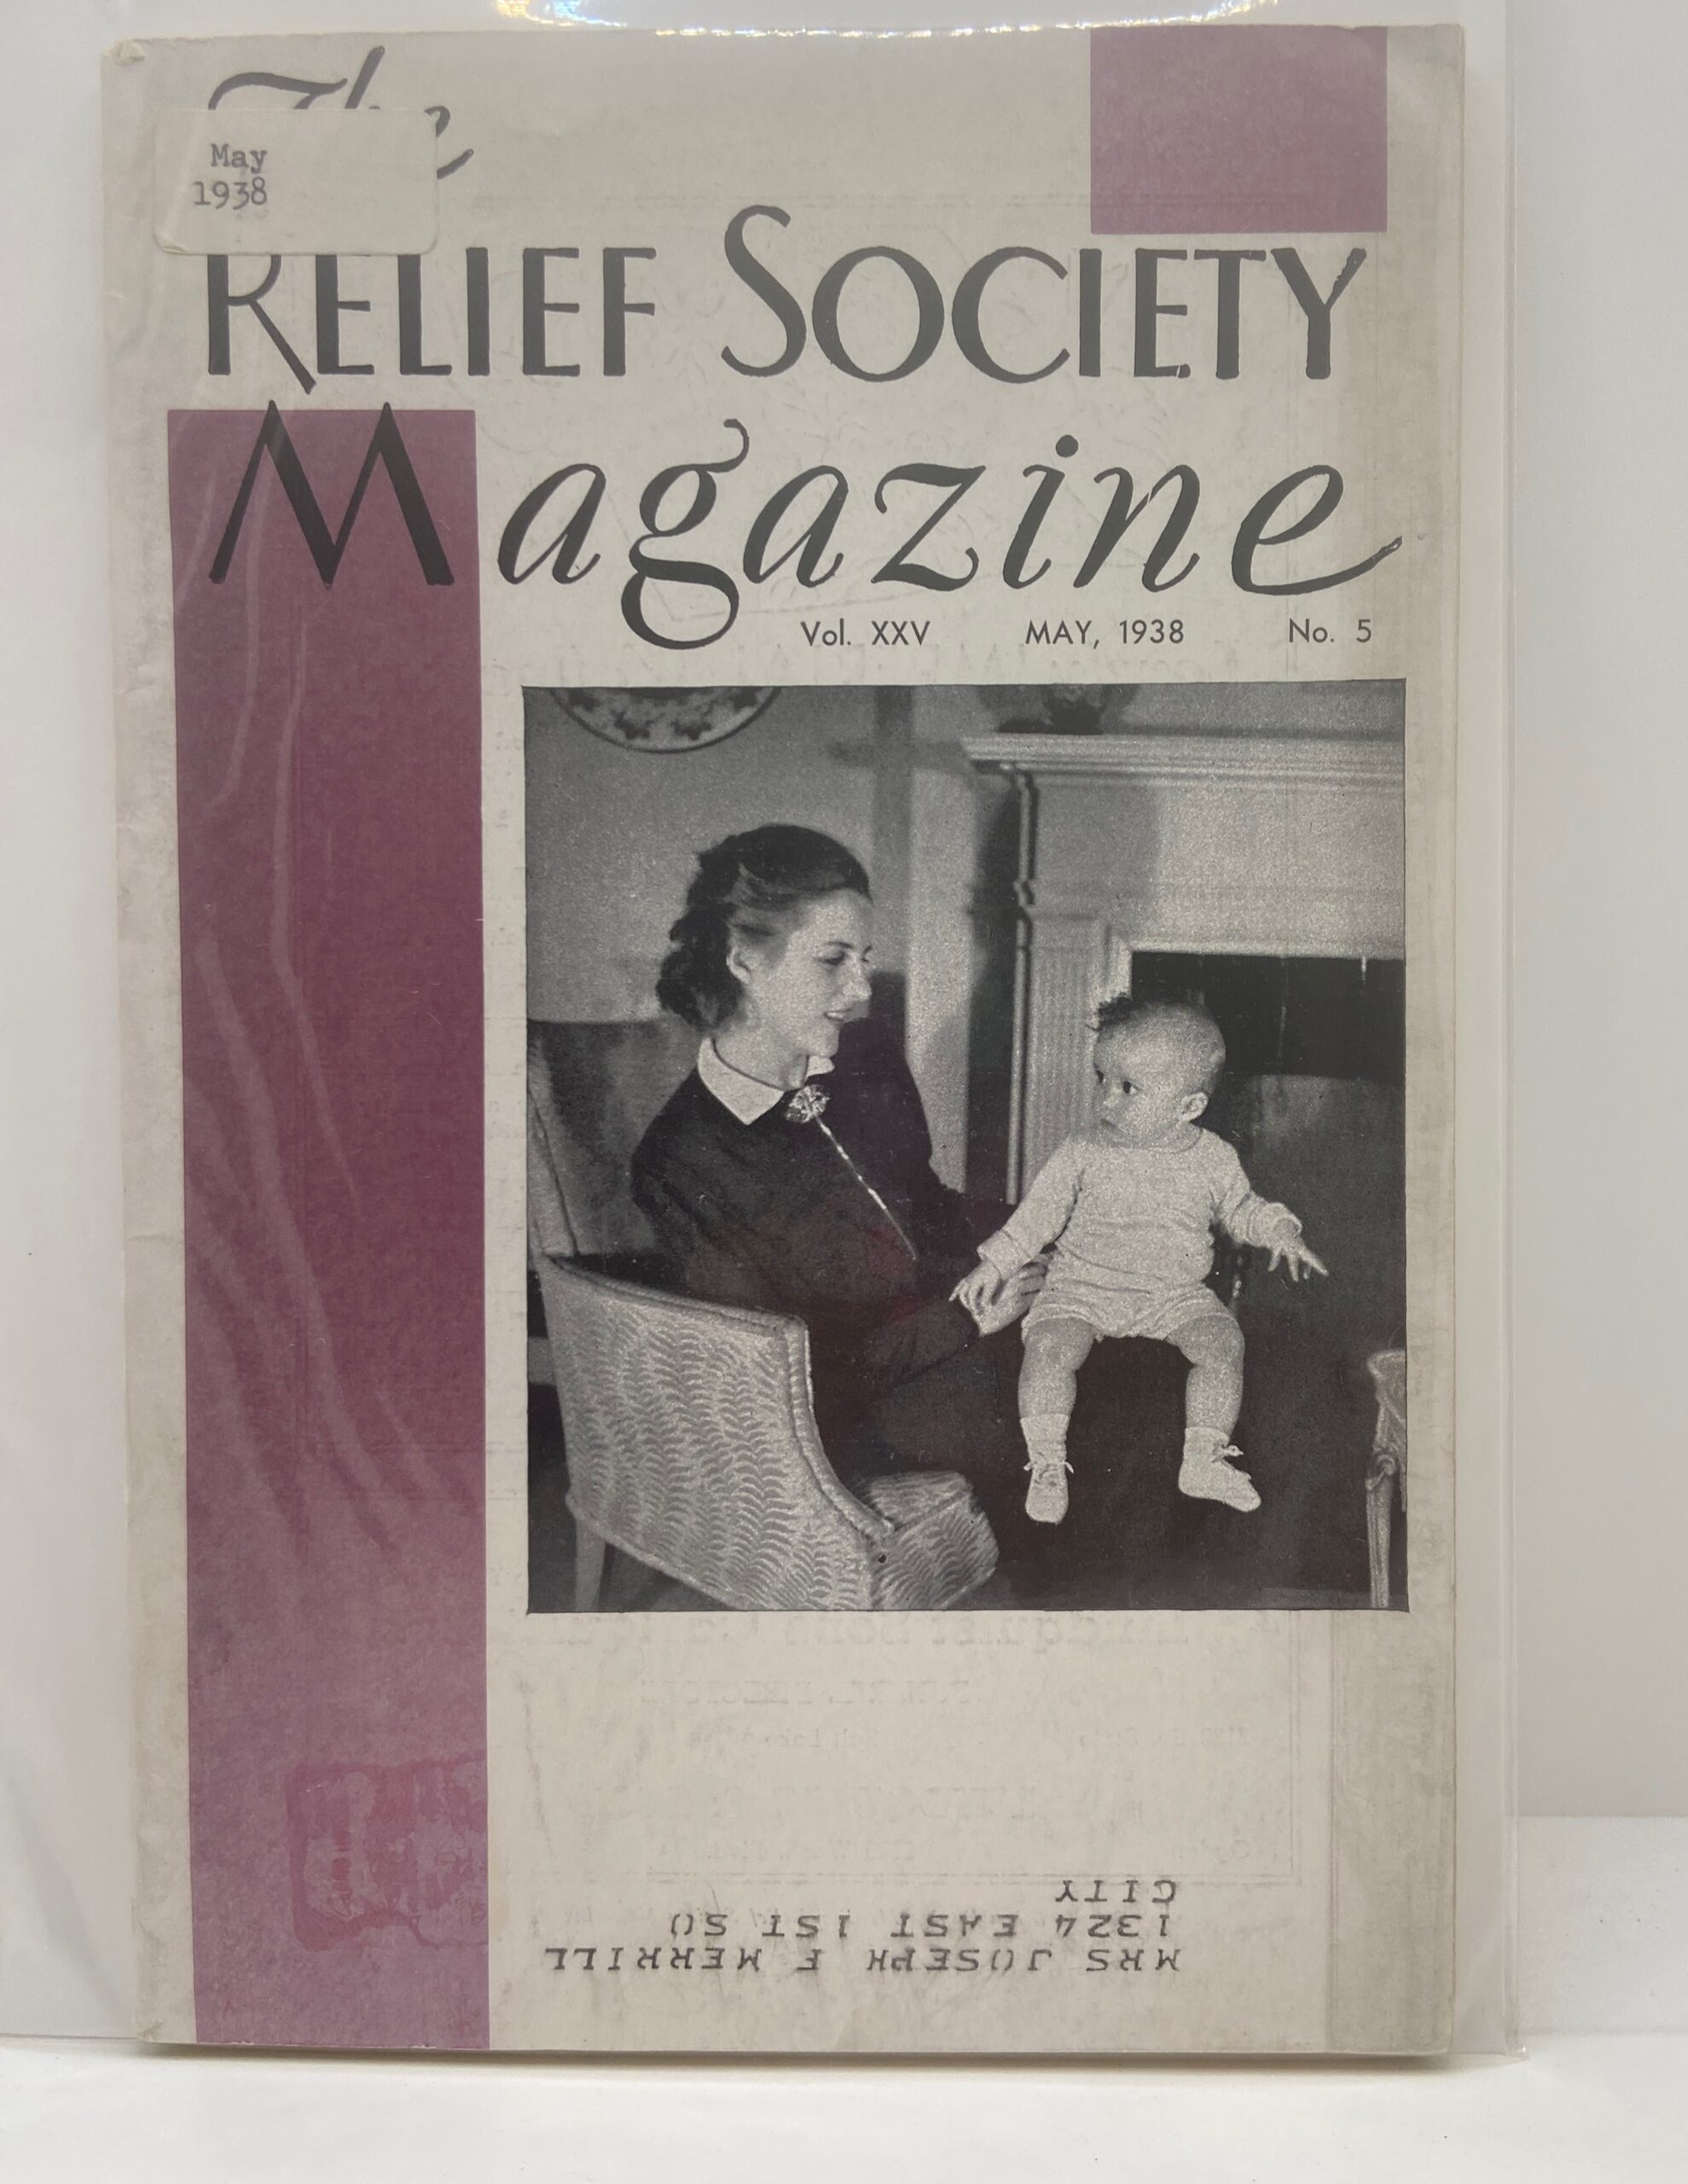 The
May
1938
RELIEF SOCIETY
Magazine
Vol. XXV MAY, 1938 No. 5
MRS JOSEPH F MERRILL
1324 EAST 1ST SO
CITY